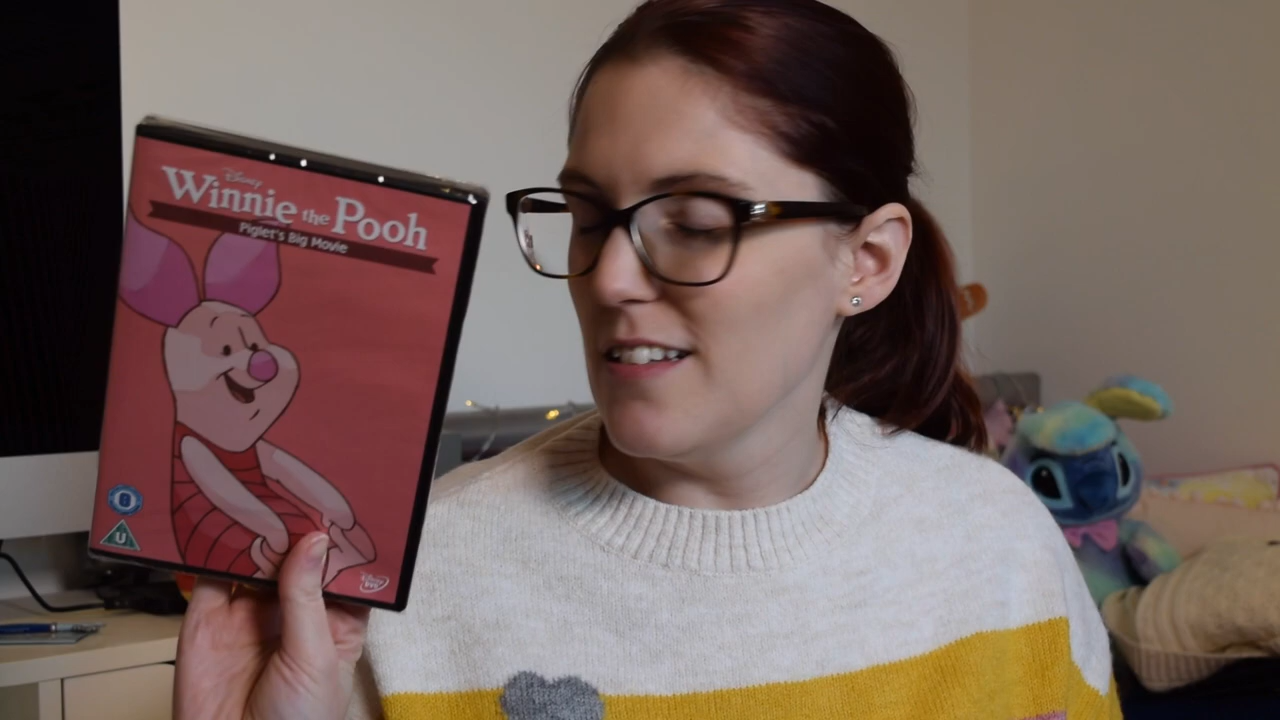 Disney
Winnie the Pooh
Piglet's Big Movie
U
Disney
DVD